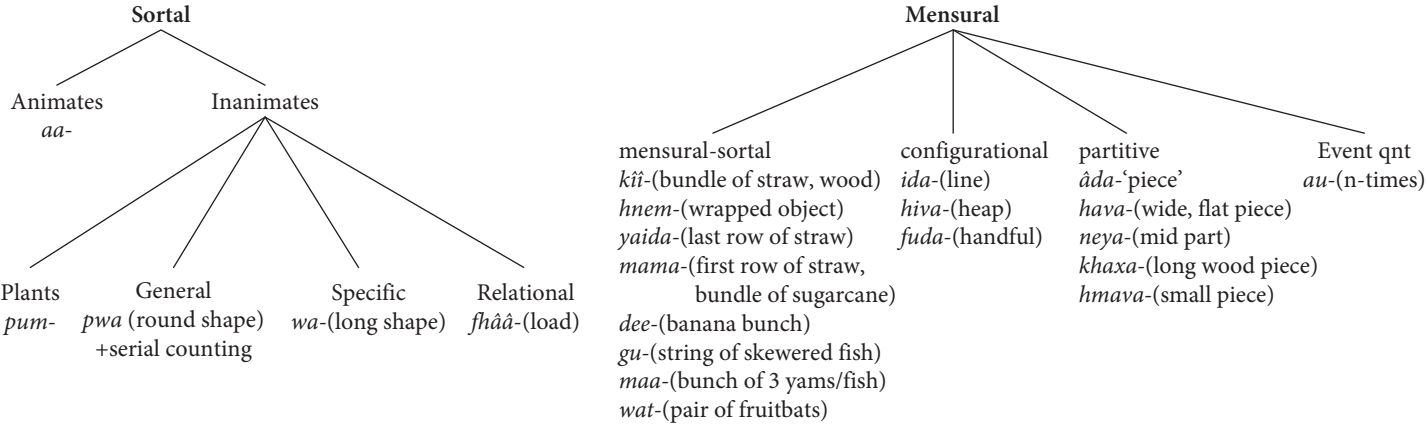 Sortal
Animates
aa-
Inanimates
Plants
pum-
General
pwa (round shape)
+serial counting
Specific
wa-(long shape)
Relational
fhââ-(load)
Mensural
mensural-sortal
kîî-(bundle of straw, wood)
hnem-(wrapped object)
yaida-(last row of straw)
mama-(first row of straw,
bundle of sugarcane)
dee-(banana bunch)
gu-(string of skewered fish)
maa-(bunch of 3 yams/fish)
wat-(pair of fruitbats)
configurational
ida-(line)
hiva-(heap)
fuda-(handful)
partitive
âda-‘piece’
hava-(wide, flat piece)
neya-(mid part)
khaxa-(long wood piece)
hmava-(small piece)
Event qnt
au-(n-times)